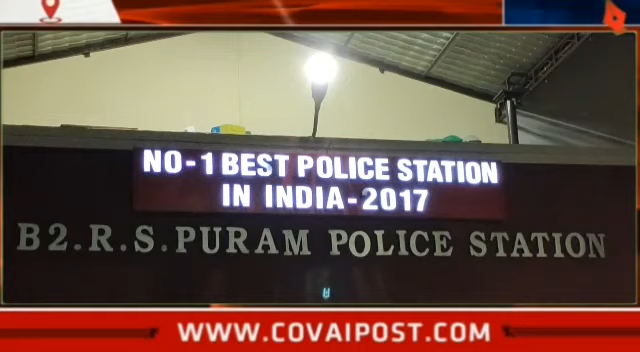 NO-1 BEST POLICE STATION
IN INDIA-2017
B2.R.S.PURAM POLICE STATION
WWW.COVAIPOST.COM